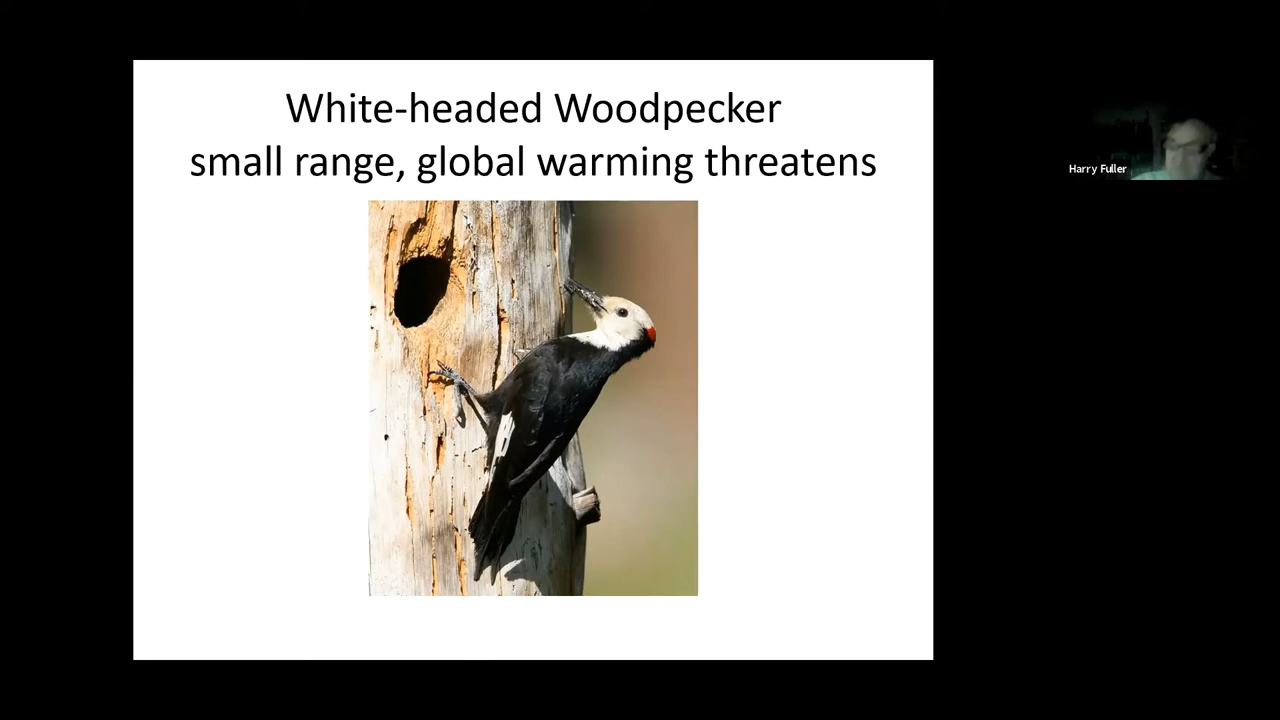 White-headed Woodpecker
small range, global warming threatens
Harry Fuller